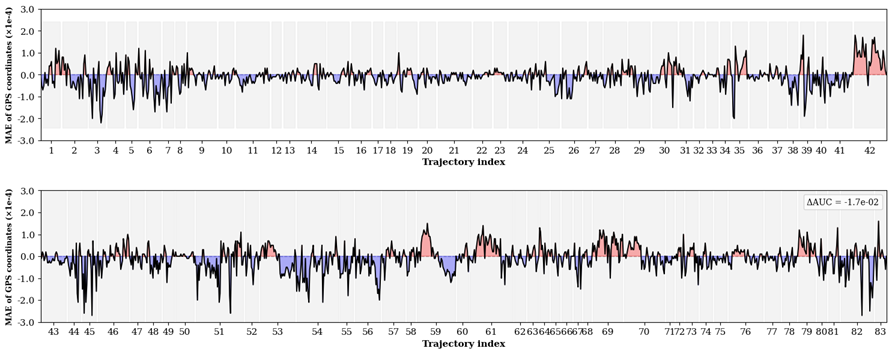 MAE of GPS coordinates (×1e-4)
3.0
2.0
1.0
0.0
-1.0
-2.0
-3.0
1 2 3 4 5 6 7 8 9 10 11 12 13 14 15 16 17 18 19 20 21 22 23 24 25 26 27 28 29 30 31 32 33 34 35 36 37 38 39 40 41 42
Trajectory index
MAE of GPS coordinates (×1e-4)
3.0
2.0
1.0
0.0
-1.0
-2.0
-3.0
ΔAUC = -1.7e-02
43 44 45 46 47 48 49 50 51 52 53 54 55 56 57 58 59 60 61 62 63 64 65 66 67 68 69 70 71 72 73 74 75 76 77 78 79 80 81 82 83
Trajectory index